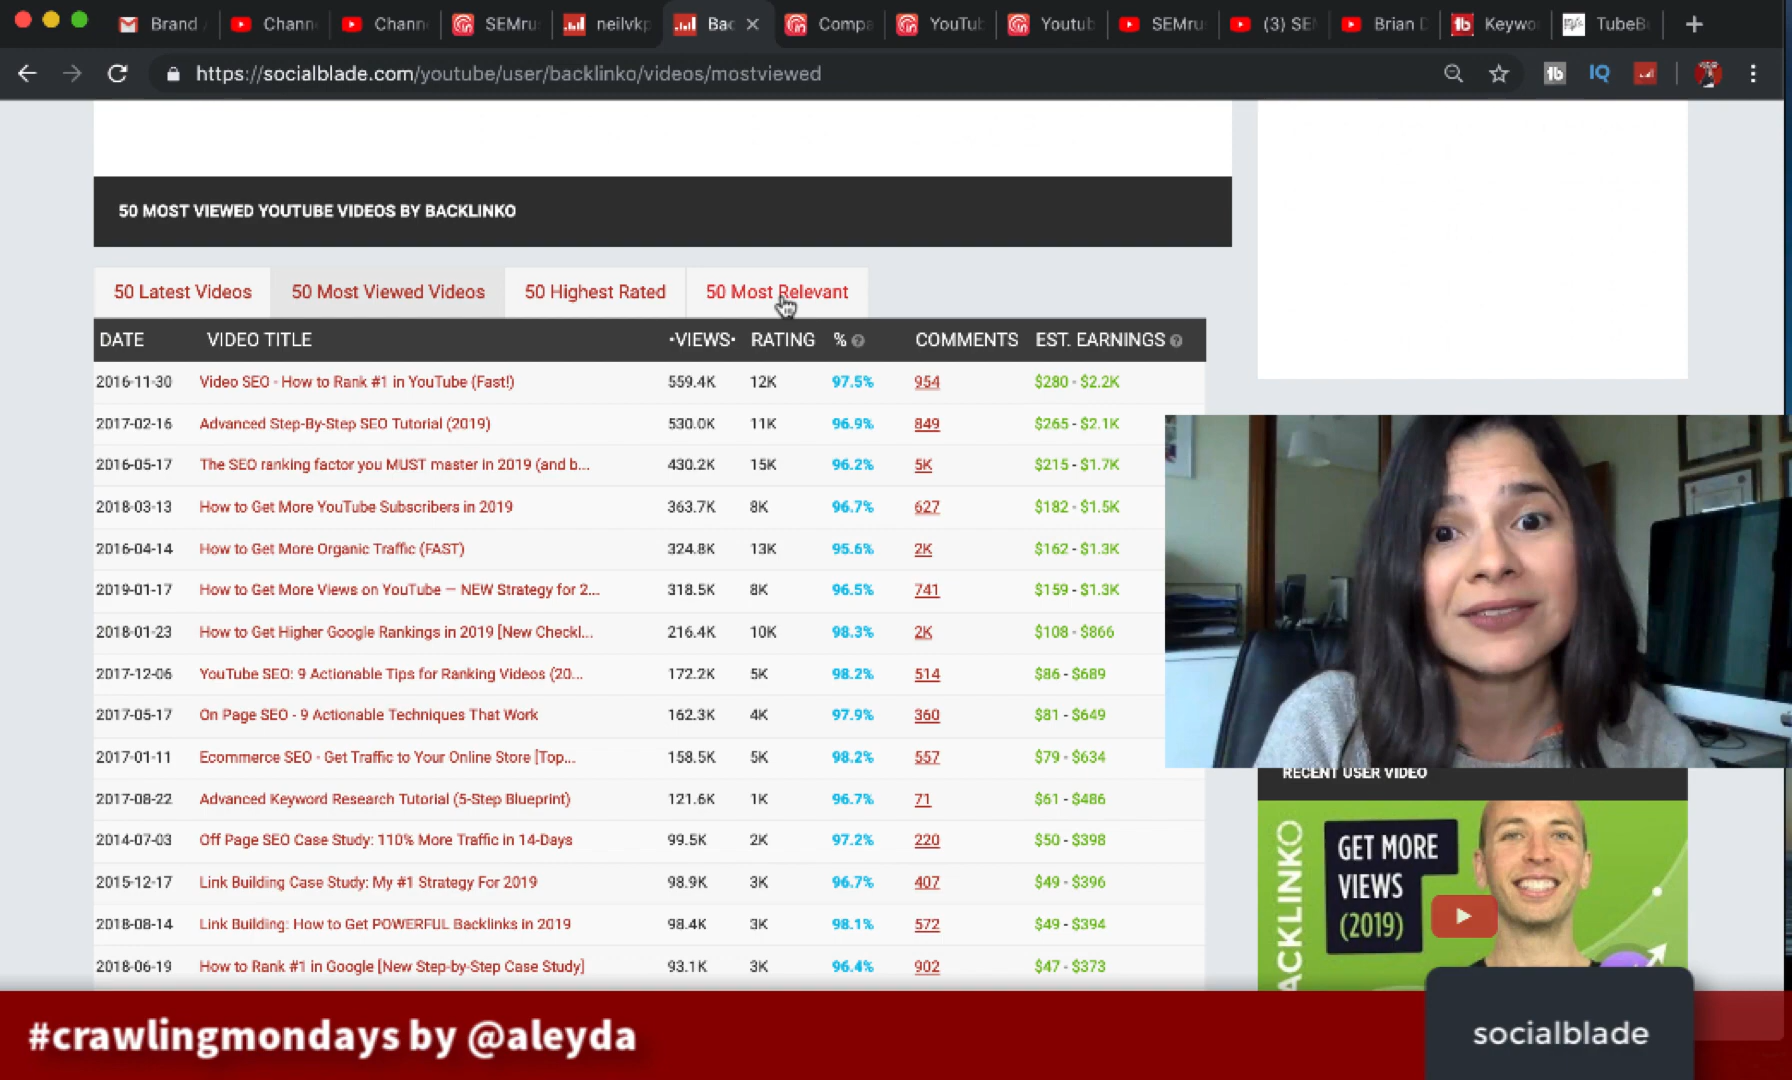 Brand
Chann
Chann
SEMru
neilvkp
Bac
Compa
YouTub
Youtub
SEMru
(3) SE
Brian D
Keywo
TubeB
https://socialblade.com/youtube/user/backlinko/videos/mostviewed
50 MOST VIEWED YOUTUBE VIDEOS BY BACKLINKO
50 Latest Videos 50 Most Viewed Videos 50 Highest Rated 50 Most Relevant
DATE VIDEO TITLE •VIEWS• RATING % COMMENTS EST. EARNINGS
2016-11-30 Video SEO - How to Rank #1 in YouTube (Fast!) 559.4K 12K 97.5% 954 $280 - $2.2K
2017-02-16 Advanced Step-By-Step SEO Tutorial (2019) 530.0K 11K 96.9% 849 $265 - $2.1K
2016-05-17 The SEO ranking factor you MUST master in 2019 (and b... 430.2K 15K 96.2% 5K $215 - $1.7K
2018-03-13 How to Get More YouTube Subscribers in 2019 363.7K 8K 96.7% 627 $182 - $1.5K
2016-04-14 How to Get More Organic Traffic (FAST) 324.8K 13K 95.6% 2K $162 - $1.3K
2019-01-17 How to Get More Views on YouTube — NEW Strategy for 2... 318.5K 8K 96.5% 741 $159 - $1.3K
2018-01-23 How to Get Higher Google Rankings in 2019 [New Checkl... 216.4K 10K 98.3% 2K $108 - $866
2017-12-06 YouTube SEO: 9 Actionable Tips for Ranking Videos (20... 172.2K 5K 98.2% 514 $86 - $689
2017-05-17 On Page SEO - 9 Actionable Techniques That Work 162.3K 4K 97.9% 360 $81 - $649
2017-01-11 Ecommerce SEO - Get Traffic to Your Online Store [Top... 158.5K 5K 98.2% 557 $79 - $634
2017-08-22 Advanced Keyword Research Tutorial (5-Step Blueprint) 121.6K 1K 96.7% 71 $61 - $486
2014-07-03 Off Page SEO Case Study: 110% More Traffic in 14-Days 99.5K 2K 97.2% 220 $50 - $398
2015-12-17 Link Building Case Study: My #1 Strategy For 2019 98.9K 3K 96.7% 407 $49 - $396
2018-08-14 Link Building: How to Get POWERFUL Backlinks in 2019 98.4K 3K 98.1% 572 $49 - $394
2018-06-19 How to Rank #1 in Google [New Step-by-Step Case Study] 93.1K 3K 96.4% 902 $47 - $373
RECENT USER VIDEO
BACKLINKO
GET MORE
VIEWS
(2019)
#crawlingmondays by @aleyda
socialblade